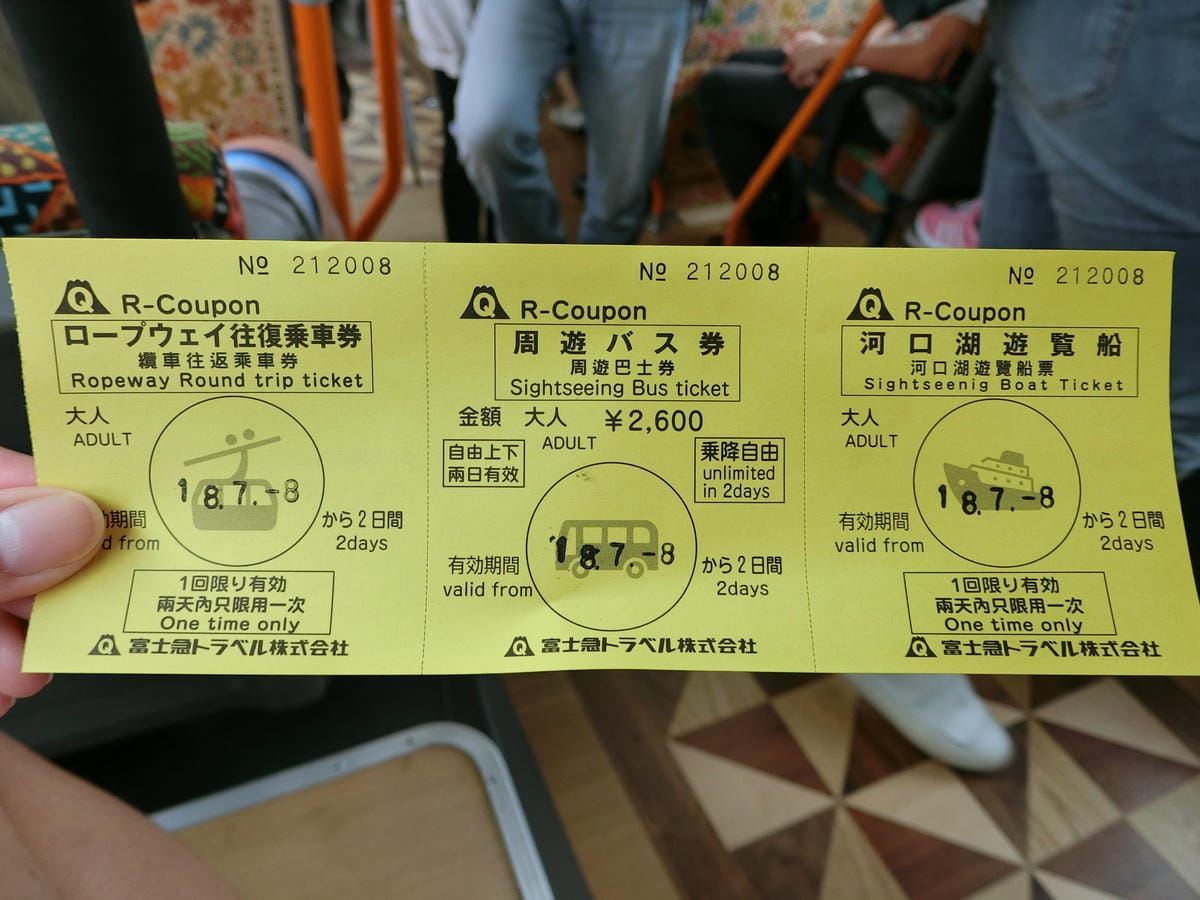 No 212008
R-Coupon
ロープウェイ往復乗車券
纜車往返乗車券
Ropeway Round trip ticket
大人
ADULT
18.7.-8
効期間
d from
から2日間
2days
1回限り有効
兩天內只限用一次
One time only
富士急トラベル株式会社
No 212008
R-Coupon
周遊バス券
周遊巴士券
Sightseeing Bus ticket
金額 大人 ¥2,600
ADULT
自由上下
兩日有效
乗降自由
unlimited
in 2days
18.7.-8
有効期間
valid from
から2日間
2days
富士急トラベル株式会社
No 212008
R-Coupon
河口湖遊覧船
河口湖遊覽船票
Sightseenig Boat Ticket
大人
ADULT
18.7.-8
有効期間
valid from
から2日間
2days
1回限り有効
兩天內只限用一次
One time only
富士急トラベル株式会社